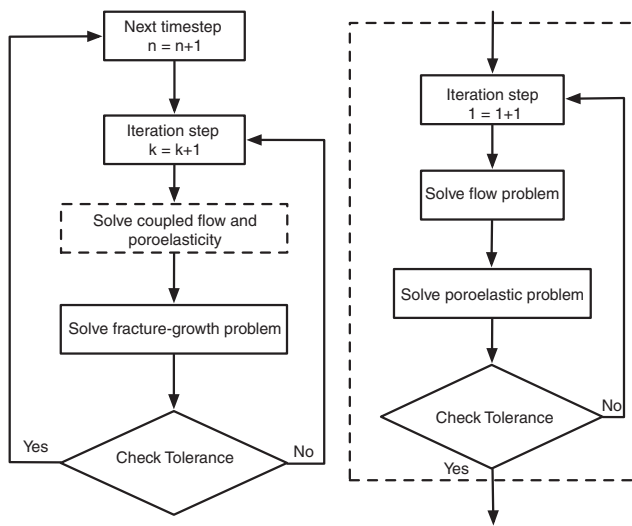 Next timestep
n = n+1
Iteration step
k = k+1
Solve coupled flow and
poroelasticity
Solve fracture-growth problem
Check Tolerance
Yes
No
Iteration step
1 = 1+1
Solve flow problem
Solve poroelastic problem
Check Tolerance
No
Yes